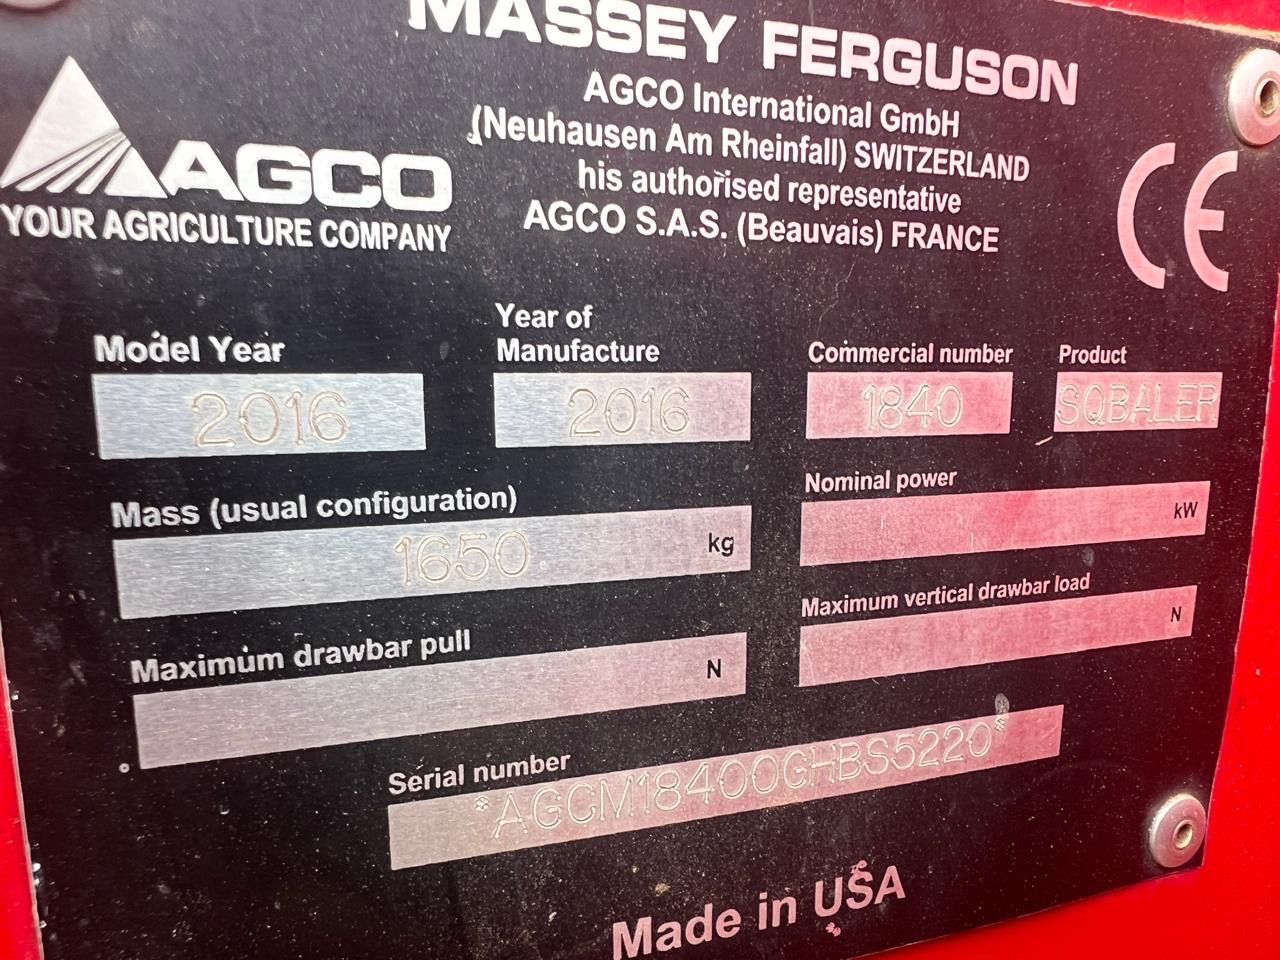 MASSEY FERGUSON
AGCO International GmbH
(Neuhausen Am Rheinfall) SWITZERLAND
his authorised representative
AGCO S.A.S. (Beauvais) FRANCE
AGCO
YOUR AGRICULTURE COMPANY
CE
Model Year
2016
Year of
Manufacture
2016
Commercial number
1840
Product
SQBALER
Mass (usual configuration)
1650 kg
Nominal power
kW
Maximum drawbar pull
N
Maximum vertical drawbar load
N
Serial number
*AGCM18400GHBS5220*
Made in USA